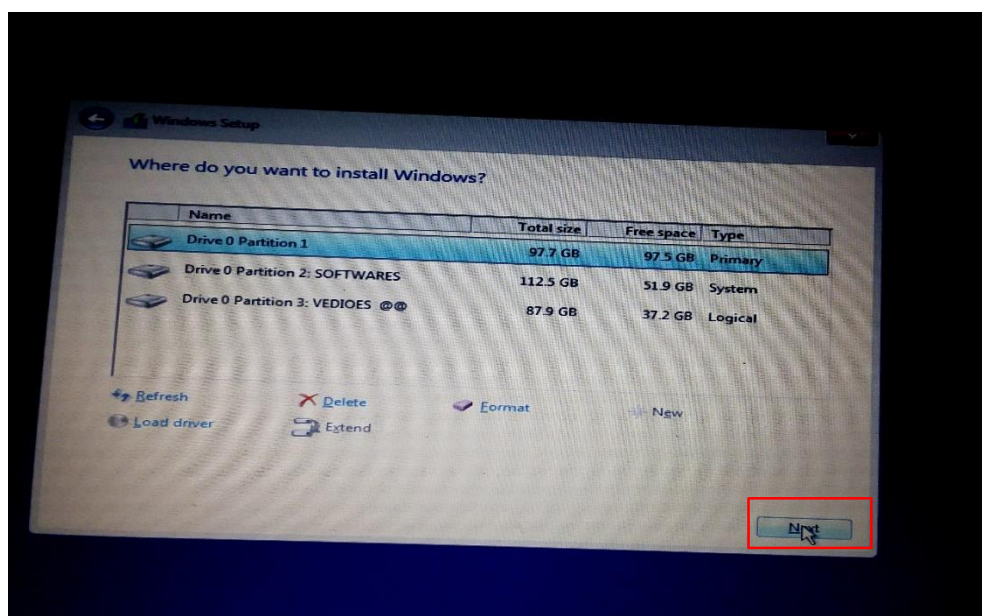 Windows Setup
Where do you want to install Windows?
Name Total size Free space Type
Drive 0 Partition 1 97.7 GB 97.5 GB Primary
Drive 0 Partition 2: SOFTWARES 112.5 GB 51.9 GB System
Drive 0 Partition 3: VEDIOES @@ 87.9 GB 37.2 GB Logical
Refresh Delete Format New
Load driver Extend
Next